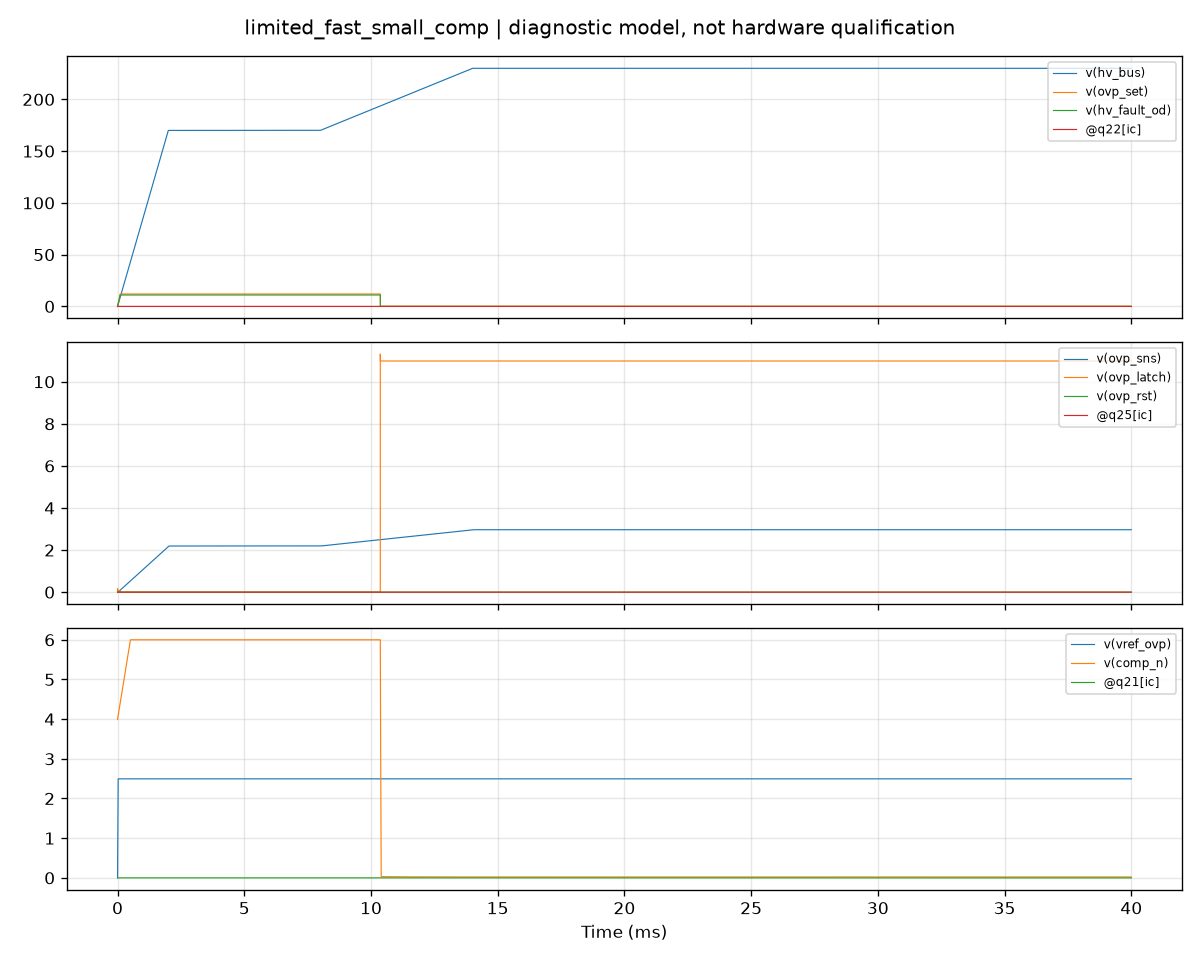 limited_fast_small_comp | diagnostic model, not hardware qualification
200
150
100
50
0
v(hv_bus)
v(ovp_set)
v(hv_fault_od)
@q22[ic]
10
8
6
4
2
0
v(ovp_sns)
v(ovp_latch)
v(ovp_rst)
@q25[ic]
6
5
4
3
2
1
0
v(vref_ovp)
v(comp_n)
@q21[ic]
0 5 10 15 20 25 30 35 40
Time (ms)